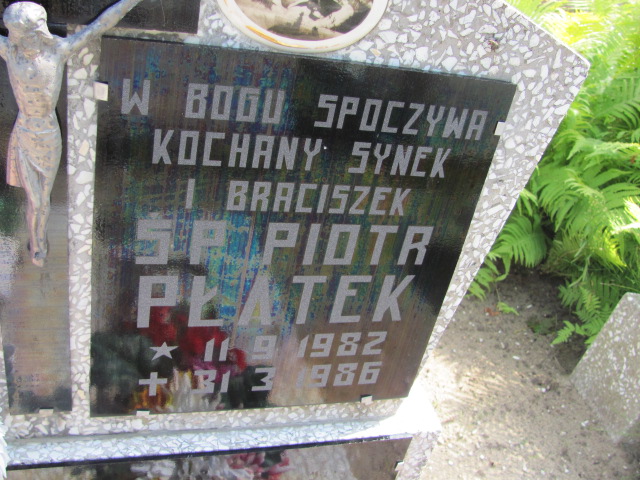 W BOGU SPOCZYWA
KOCHANY SYNEK
I BRACISZEK
ŚP PIOTR
PŁATEK
★ 11 9 1982
+ 31 3 1986